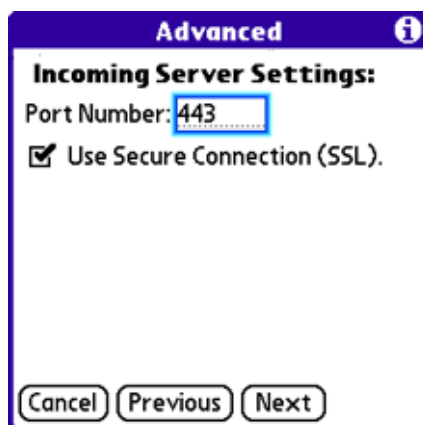 Advanced
Incoming Server Settings:
Port Number: 443
Use Secure Connection (SSL).
Cancel Previous Next